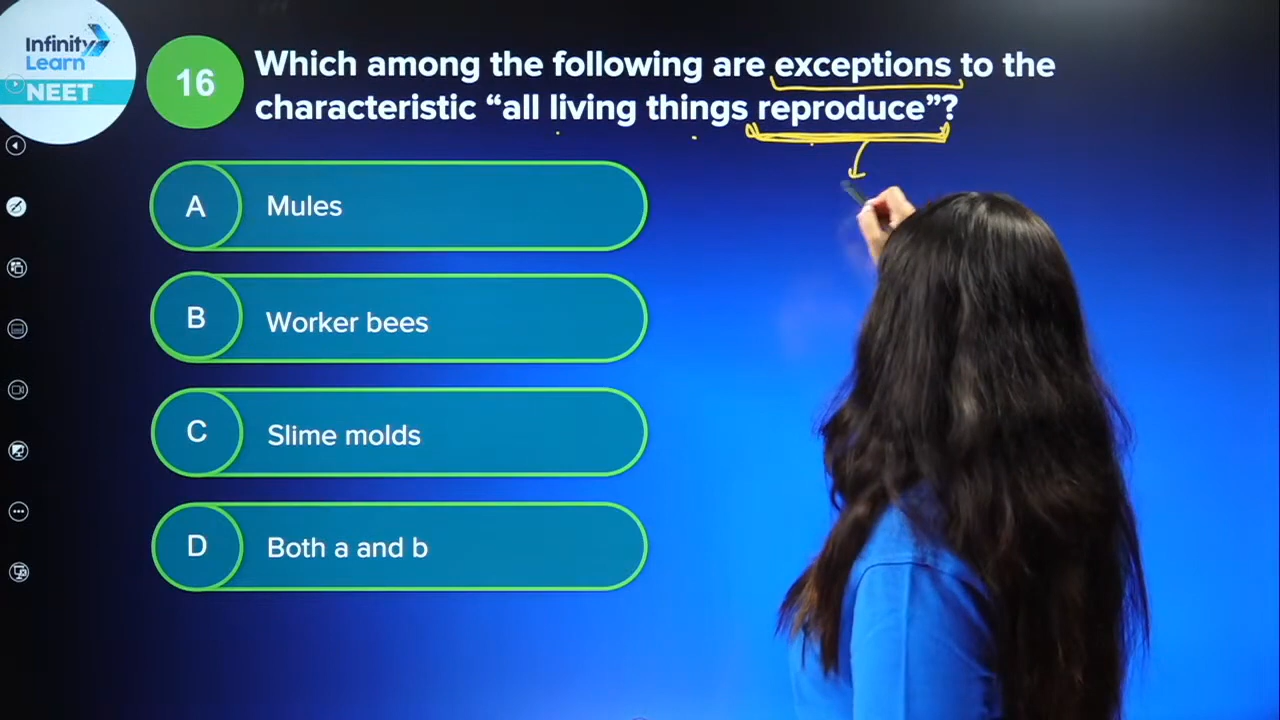 Infinity
Learn
NEET
16
Which among the following are exceptions to the
characteristic “all living things reproduce”?
A
Mules
B
Worker bees
C
Slime molds
D
Both a and b